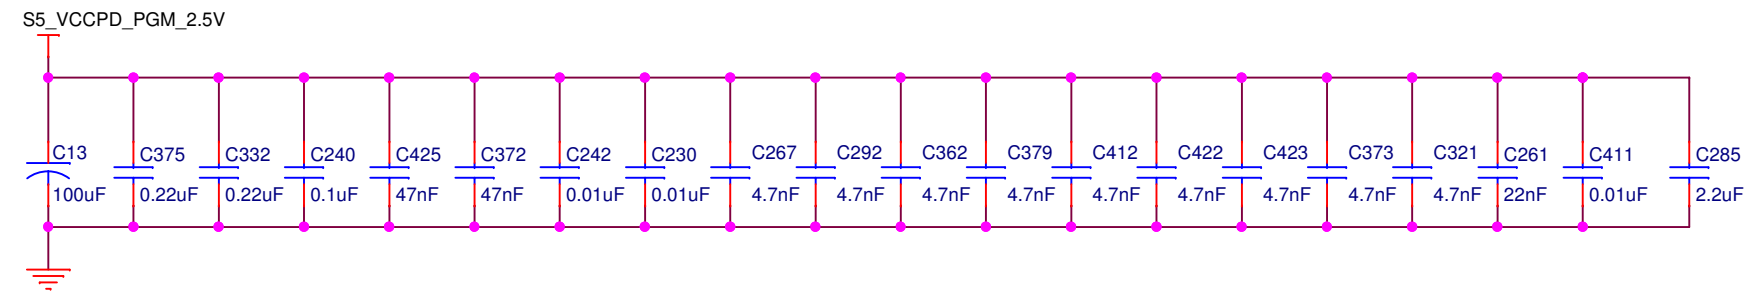 S5_VCCPD_PGM_2.5V
C13 C375 C332 C240 C425 C372 C242 C230 C267 C292 C362 C379 C412 C422 C423 C373 C321 C261 C411 C285
100uF 0.22uF 0.22uF 0.1uF 47nF 47nF 0.01uF 0.01uF 4.7nF 4.7nF 4.7nF 4.7nF 4.7nF 4.7nF 4.7nF 4.7nF 4.7nF 22nF 0.01uF 2.2uF